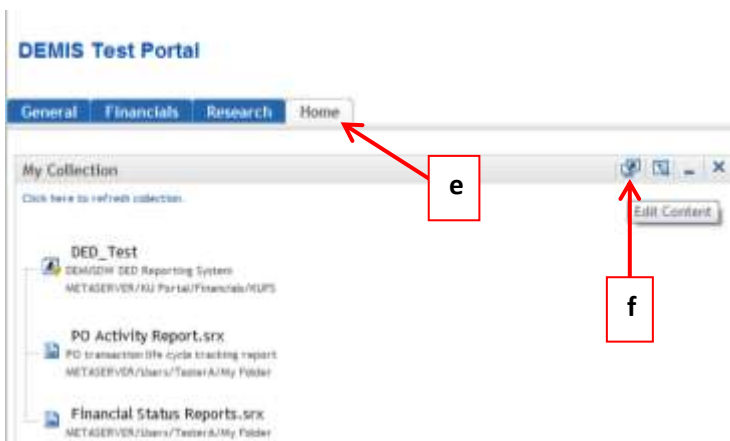 DEMIS Test Portal
General Financials Research Home
My Collection
Click here to refresh collection.
e
Edit Content
DED_Test
DEMIS/DW DED Reporting System
METASERVER/KU Portal/Financials/KUPS
f
PO Activity Report.srx
PO transaction life cycle tracking report
METASERVER/Users/TesterA/My Folder
Financial Status Reports.srx
METASERVER/Users/TesterA/My Folder